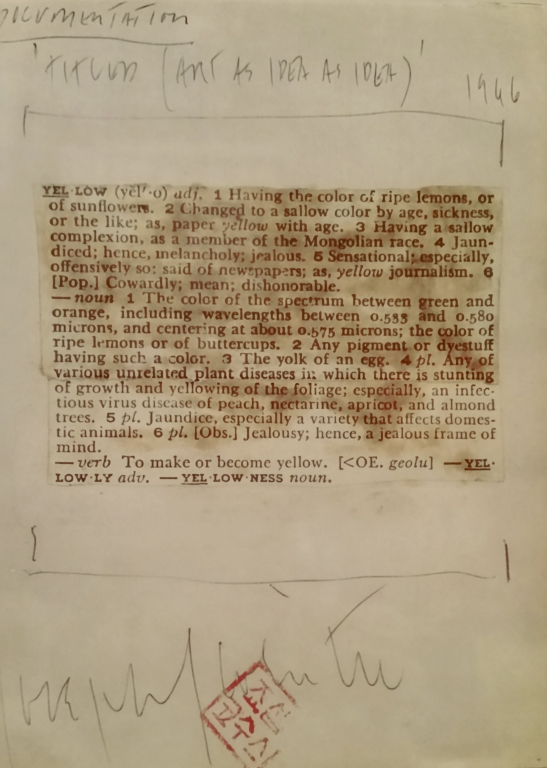 DOCUMENTATION
'TITLED (ART AS IDEA AS IDEA)' 1966
YEL·LOW (yĕl′·o) adj. 1 Having the color of ripe lemons, or
of sunflowers. 2 Changed to a sallow color by age, sickness,
or the like; as, paper yellow with age. 3 Having a sallow
complexion, as a member of the Mongolian race. 4 Jaun-
diced; hence, melancholy; jealous. 5 Sensational; especially,
offensively so: said of newspapers; as, yellow journalism. 6
[Pop.] Cowardly; mean; dishonorable.
— noun 1 The color of the spectrum between green and
orange, including wavelengths between 0.533 and 0.580
microns, and centering at about 0.575 microns; the color of
ripe lemons or of buttercups. 2 Any pigment or dyestuff
having such a color. 3 The yolk of an egg. 4 pl. Any of
various unrelated plant diseases in which there is stunting
of growth and yellowing of the foliage; especially, an infec-
tious virus disease of peach, nectarine, apricot, and almond
trees. 5 pl. Jaundice, especially a variety that affects domes-
tic animals. 6 pl. [Obs.] Jealousy; hence, a jealous frame of
mind.
— verb To make or become yellow. [<OE. geolu] — YEL·
LOW·LY adv. — YEL·LOW·NESS noun.